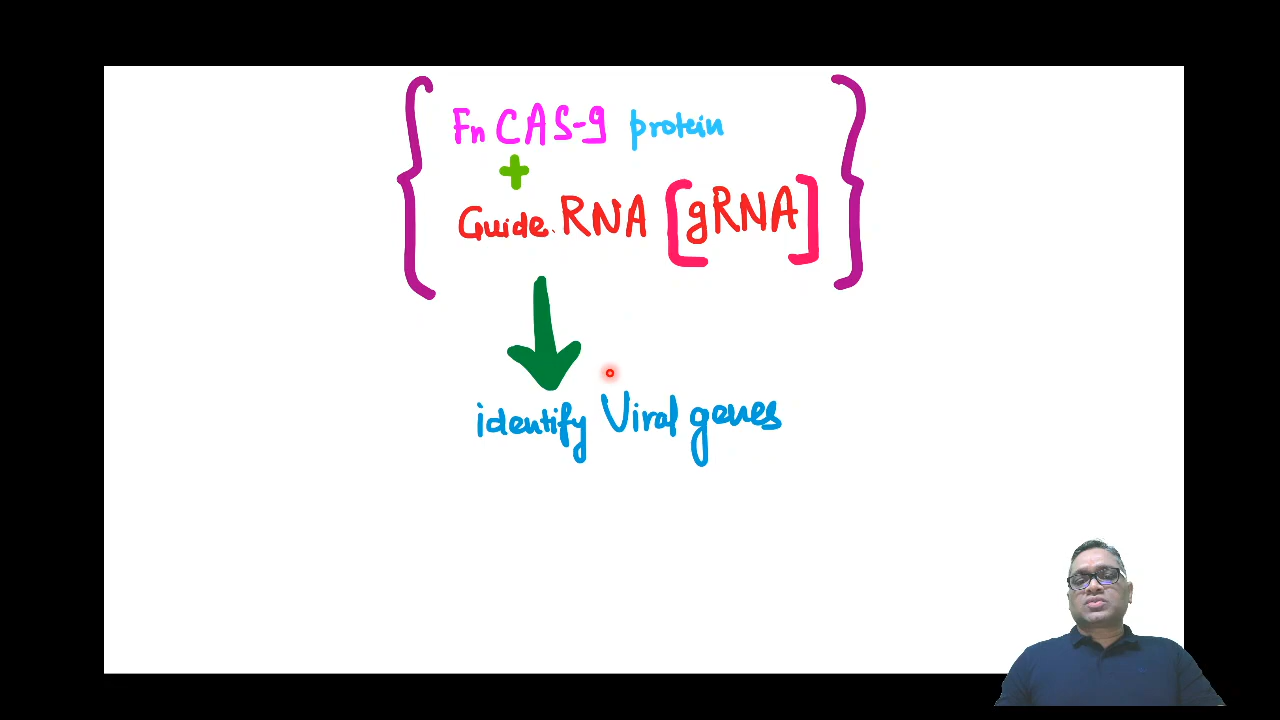 Fn CAS-9 protein
+
Guide RNA [gRNA]
identify Viral genes